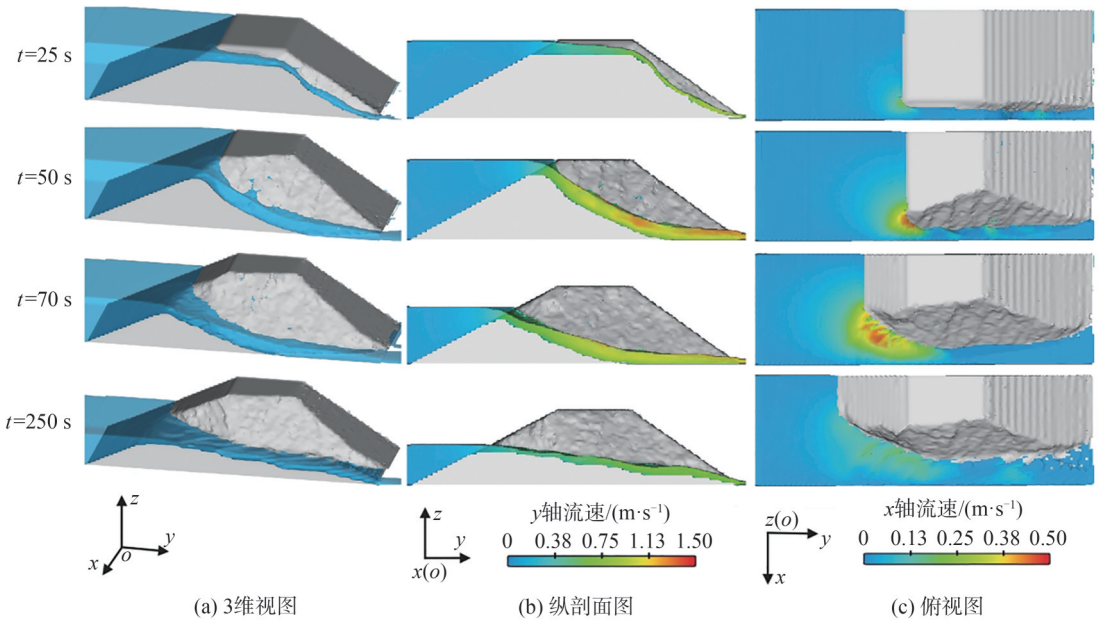 t=25 s
t=50 s
t=70 s
t=250 s
z
o
y
x
z
y
x(o)
y轴流速/(m·s⁻¹)
0 0.38 0.75 1.13 1.50
z(o)
y
x
x轴流速/(m·s⁻¹)
0 0.13 0.25 0.38 0.50
(a) 3维视图
(b) 纵剖面图
(c) 俯视图